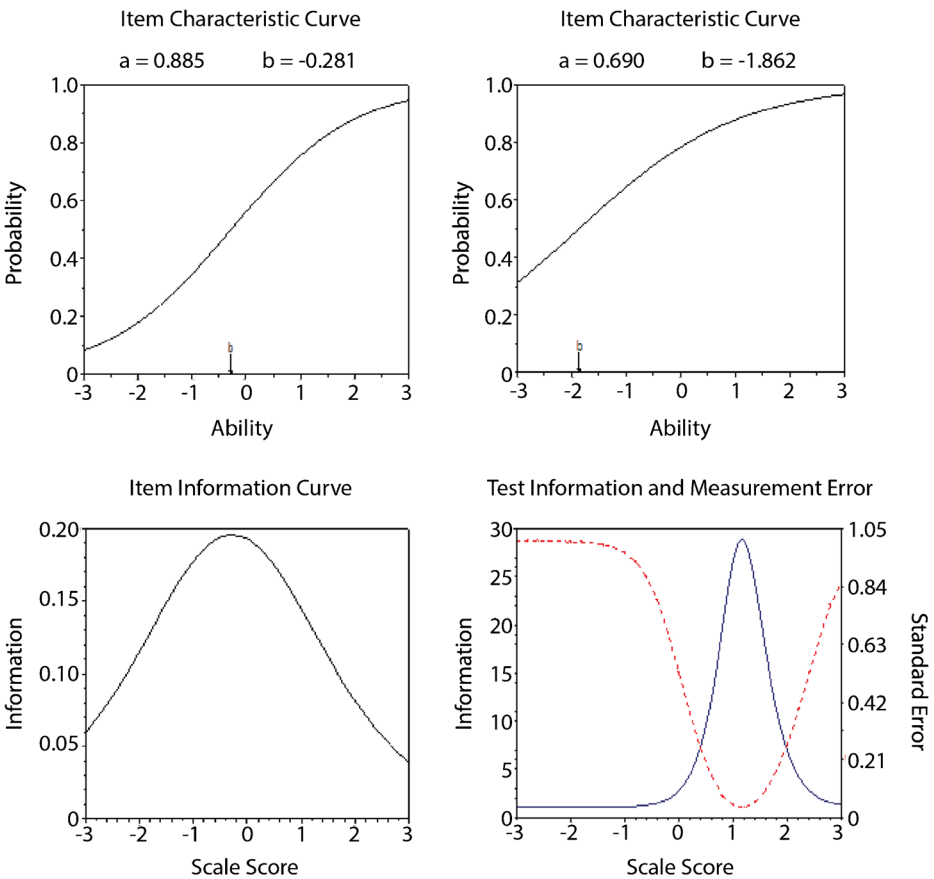 Item Characteristic Curve
a = 0.885 b = -0.281
1.0
0.8
0.6
0.4
0.2
0
Probability
b
-3 -2 -1 0 1 2 3
Ability
Item Characteristic Curve
a = 0.690 b = -1.862
1.0
0.8
0.6
0.4
0.2
0
Probability
b
-3 -2 -1 0 1 2 3
Ability
Item Information Curve
0.20
0.15
0.10
0.05
0
Information
-3 -2 -1 0 1 2 3
Scale Score
Test Information and Measurement Error
30
25
20
15
10
5
0
Information
1.05
0.84
0.63
0.42
0.21
0
Standard Error
-3 -2 -1 0 1 2 3
Scale Score